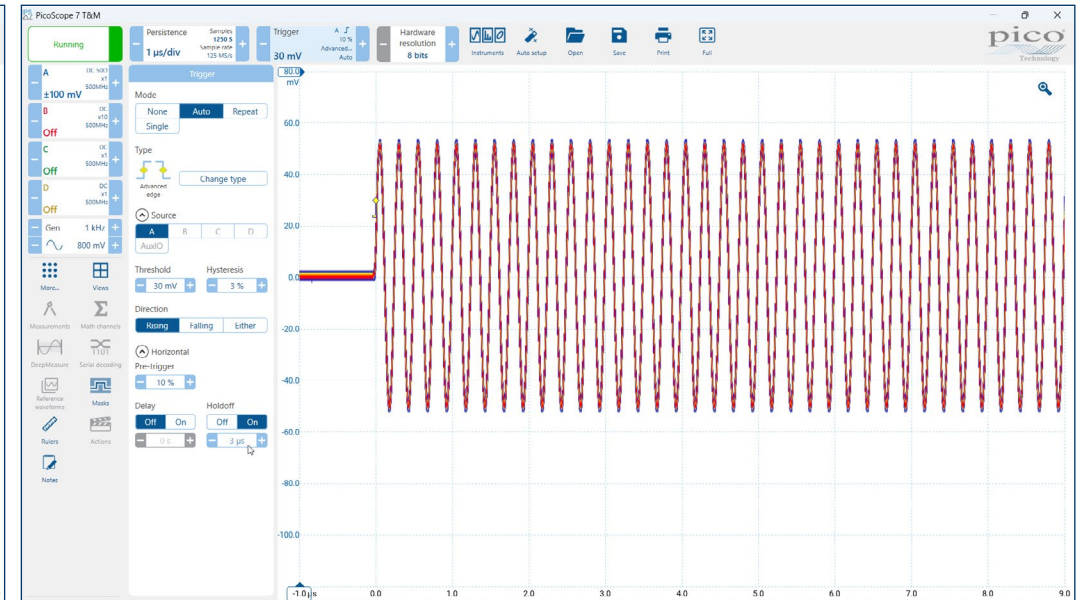 PicoScope 7 T&M
Running
Persistence
1 µs/div
Samples
1250 S
Sample rate
125 MS/s
Trigger
30 mV
A
10 %
Advanced...
Auto
Hardware
resolution
8 bits
Instruments
Auto setup
Open
Save
Print
Full
pico
Technology
A
x1
500MHz
±100 mV
B
DC
x10
500MHz
Off
C
DC
x1
500MHz
Off
D
DC
x1
500MHz
Off
Gen
1 kHz
800 mV
More...
Views
Measurements
Math channels
DeepMeasure
Serial decoding
Reference
waveforms
Masks
Rulers
Actions
Notes
Trigger
Mode
None
Auto
Repeat
Single
Type
Advanced
edge
Change type
Source
A
B
C
D
AuxIO
Threshold
Hysteresis
30 mV
3 %
Direction
Rising
Falling
Either
Horizontal
Pre-trigger
10 %
Delay
Holdoff
Off
On
Off
On
0 s
3 µs
80.0
mV
60.0
40.0
20.0
0.0
-20.0
-40.0
-60.0
-80.0
-100.0
-1.0 µs
0.0
1.0
2.0
3.0
4.0
5.0
6.0
7.0
8.0
9.0